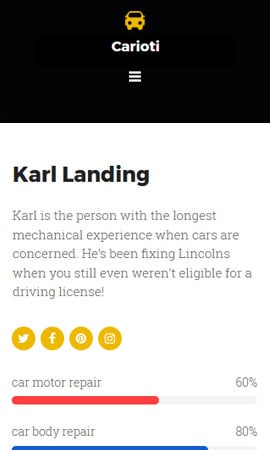 Carioti
Karl Landing
Karl is the person with the longest
mechanical experience when cars are
concerned. He's been fixing Lincolns
when you still even weren't eligible for a
driving license!
car motor repair 60%
car body repair 80%